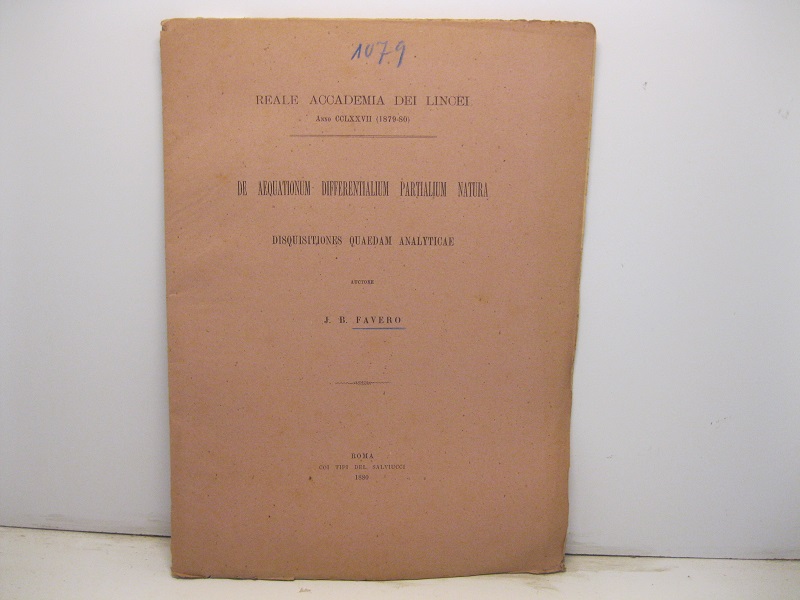 1079
REALE ACCADEMIA DEI LINCEI
ANNO CCLXXVII (1879-80)
DE AEQUATIONUM DIFFERENTIALIUM PARTIALIUM NATURA
DISQUISITIONES QUAEDAM ANALYTICAE
AUCTORE
J. B. FAVERO
ROMA
COI TIPI DEL SALVIUCCI
1880